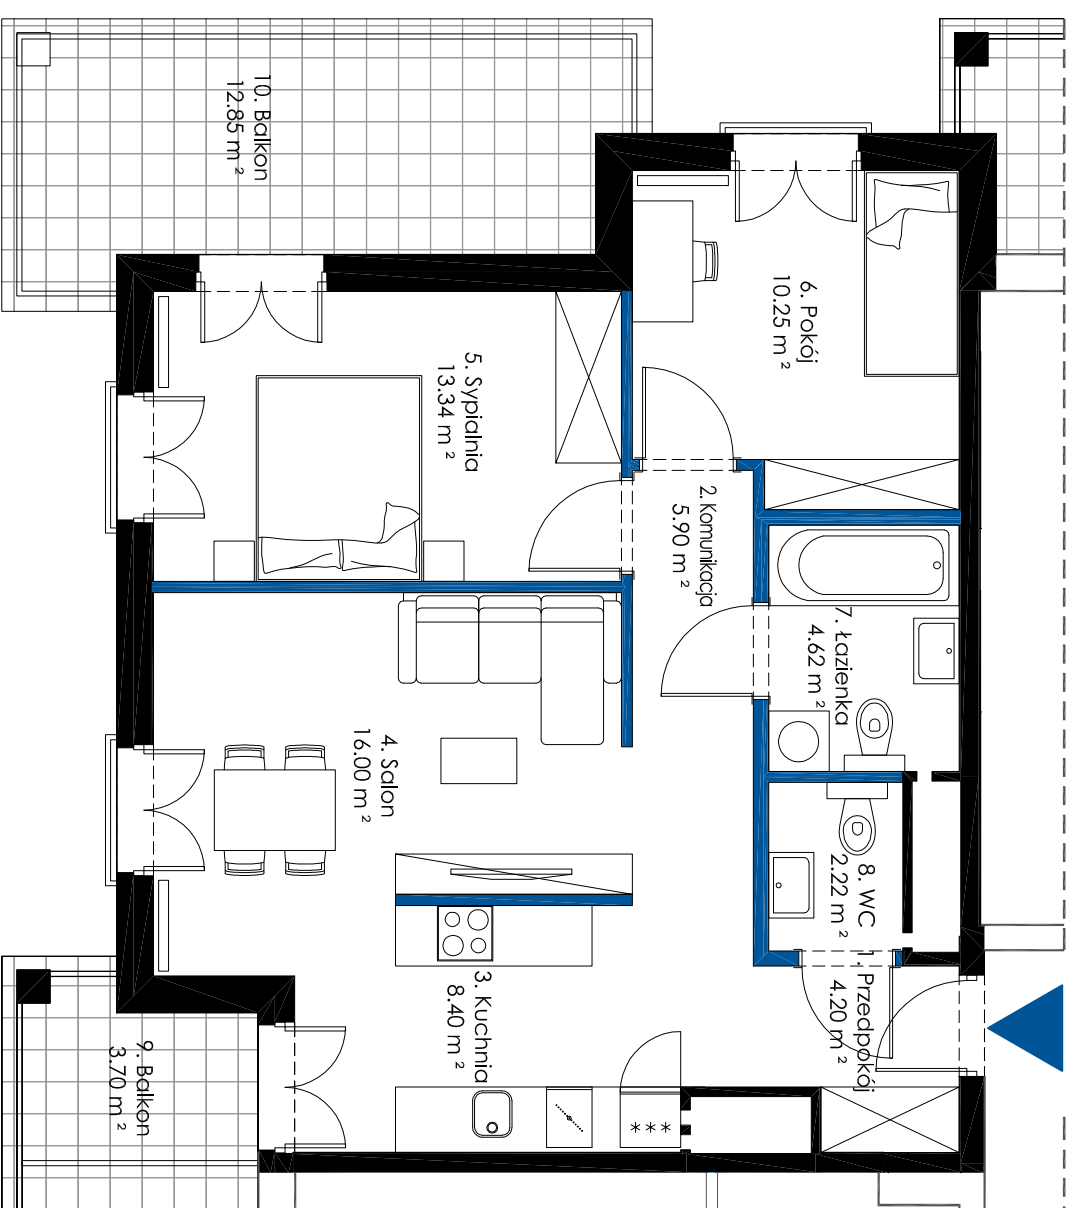 10. Balkon
12.85 m²
6. Pokój
10.25 m²
5. Sypialnia
13.34 m²
2. Komunikacja
5.90 m²
7. Łazienka
4.62 m²
4. Salon
16.00 m²
8. WC
2.22 m²
1. Przedpokój
4.20 m²
3. Kuchnia
8.40 m²
9. Balkon
3.70 m²
***